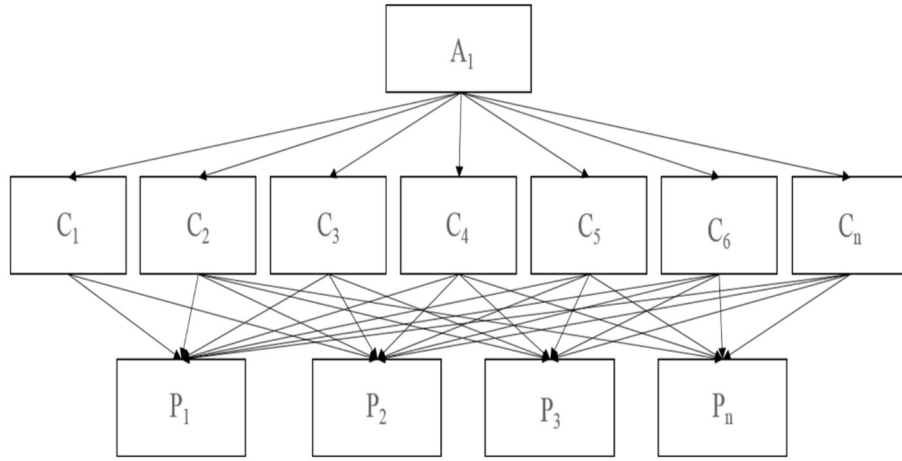 A₁
C₁ C₂ C₃ C₄ C₅ C₆ Cₙ
P₁ P₂ P₃ Pₙ